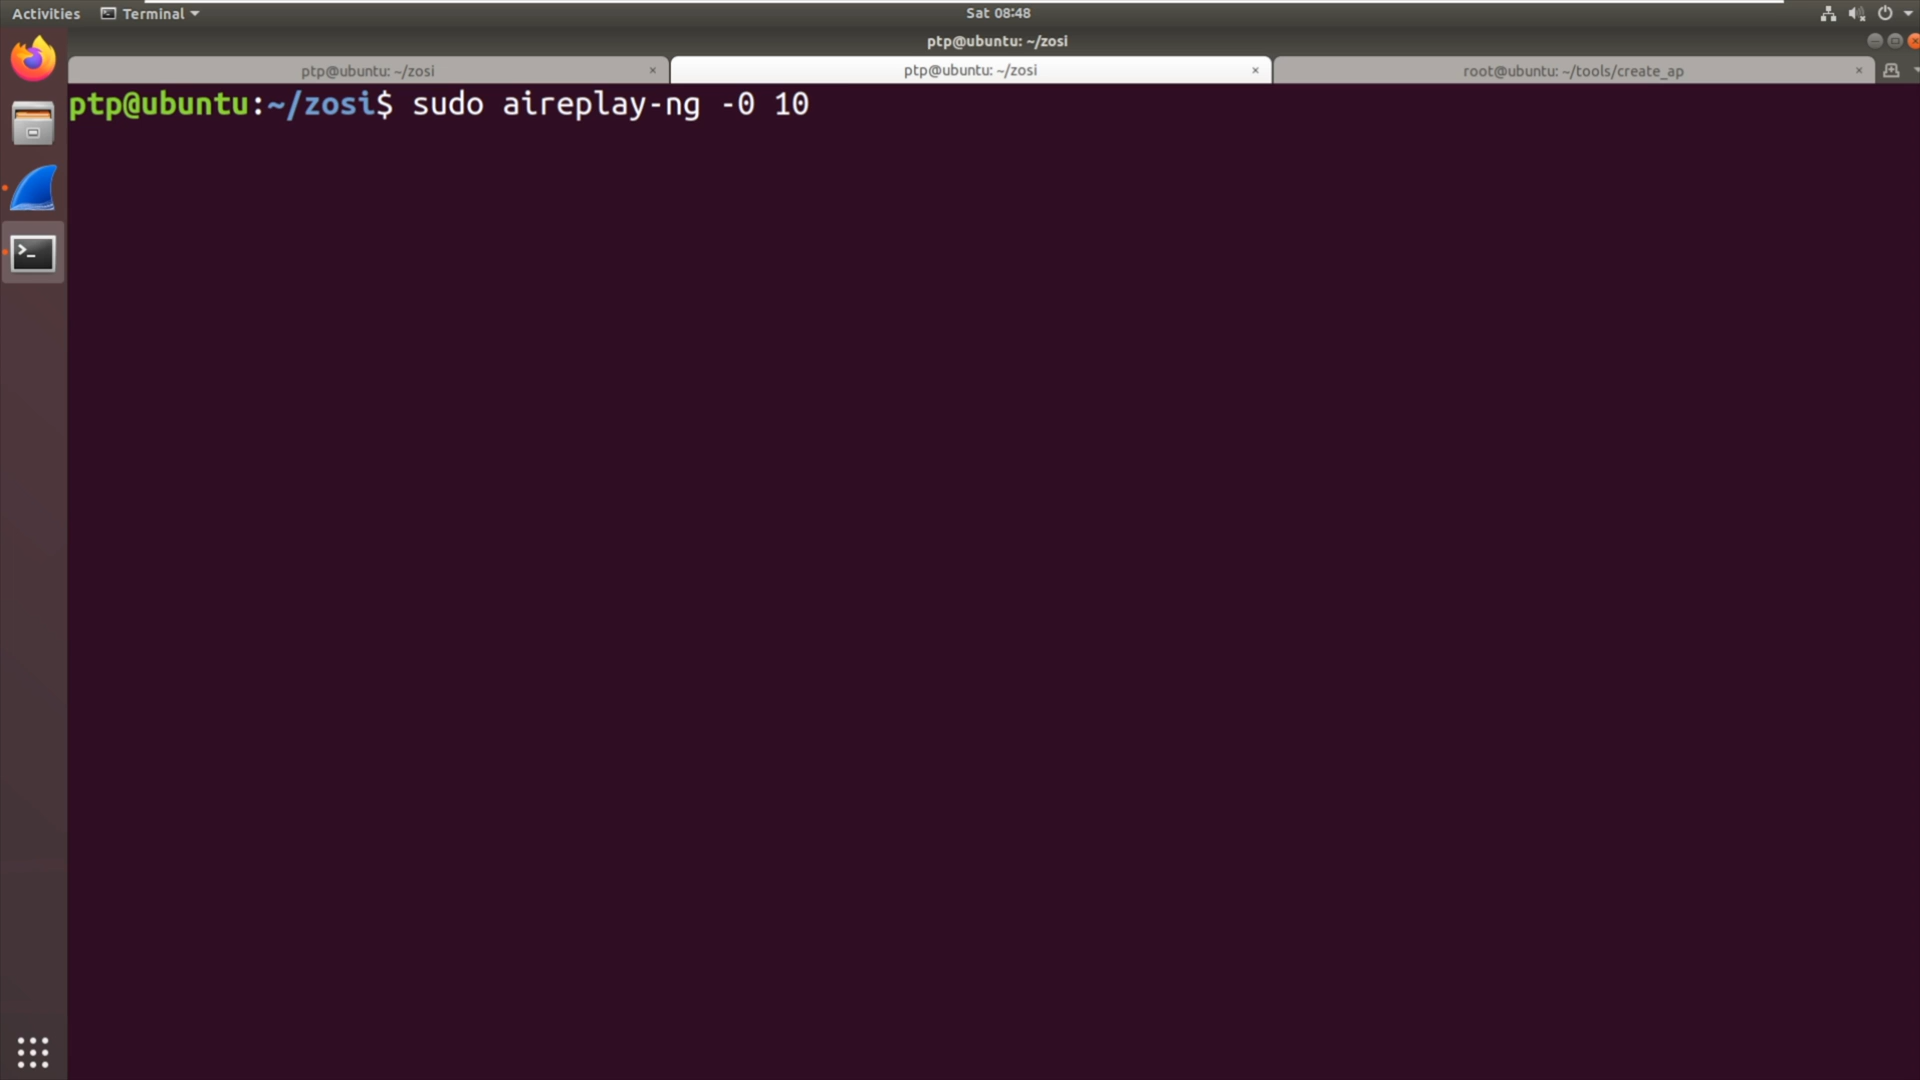 Activities Terminal Sat 08:48
ptp@ubuntu: ~/zosi
ptp@ubuntu: ~/zosi × ptp@ubuntu: ~/zosi × root@ubuntu: ~/tools/create_ap ×
ptp@ubuntu:~/zosi$ sudo aireplay-ng -0 10